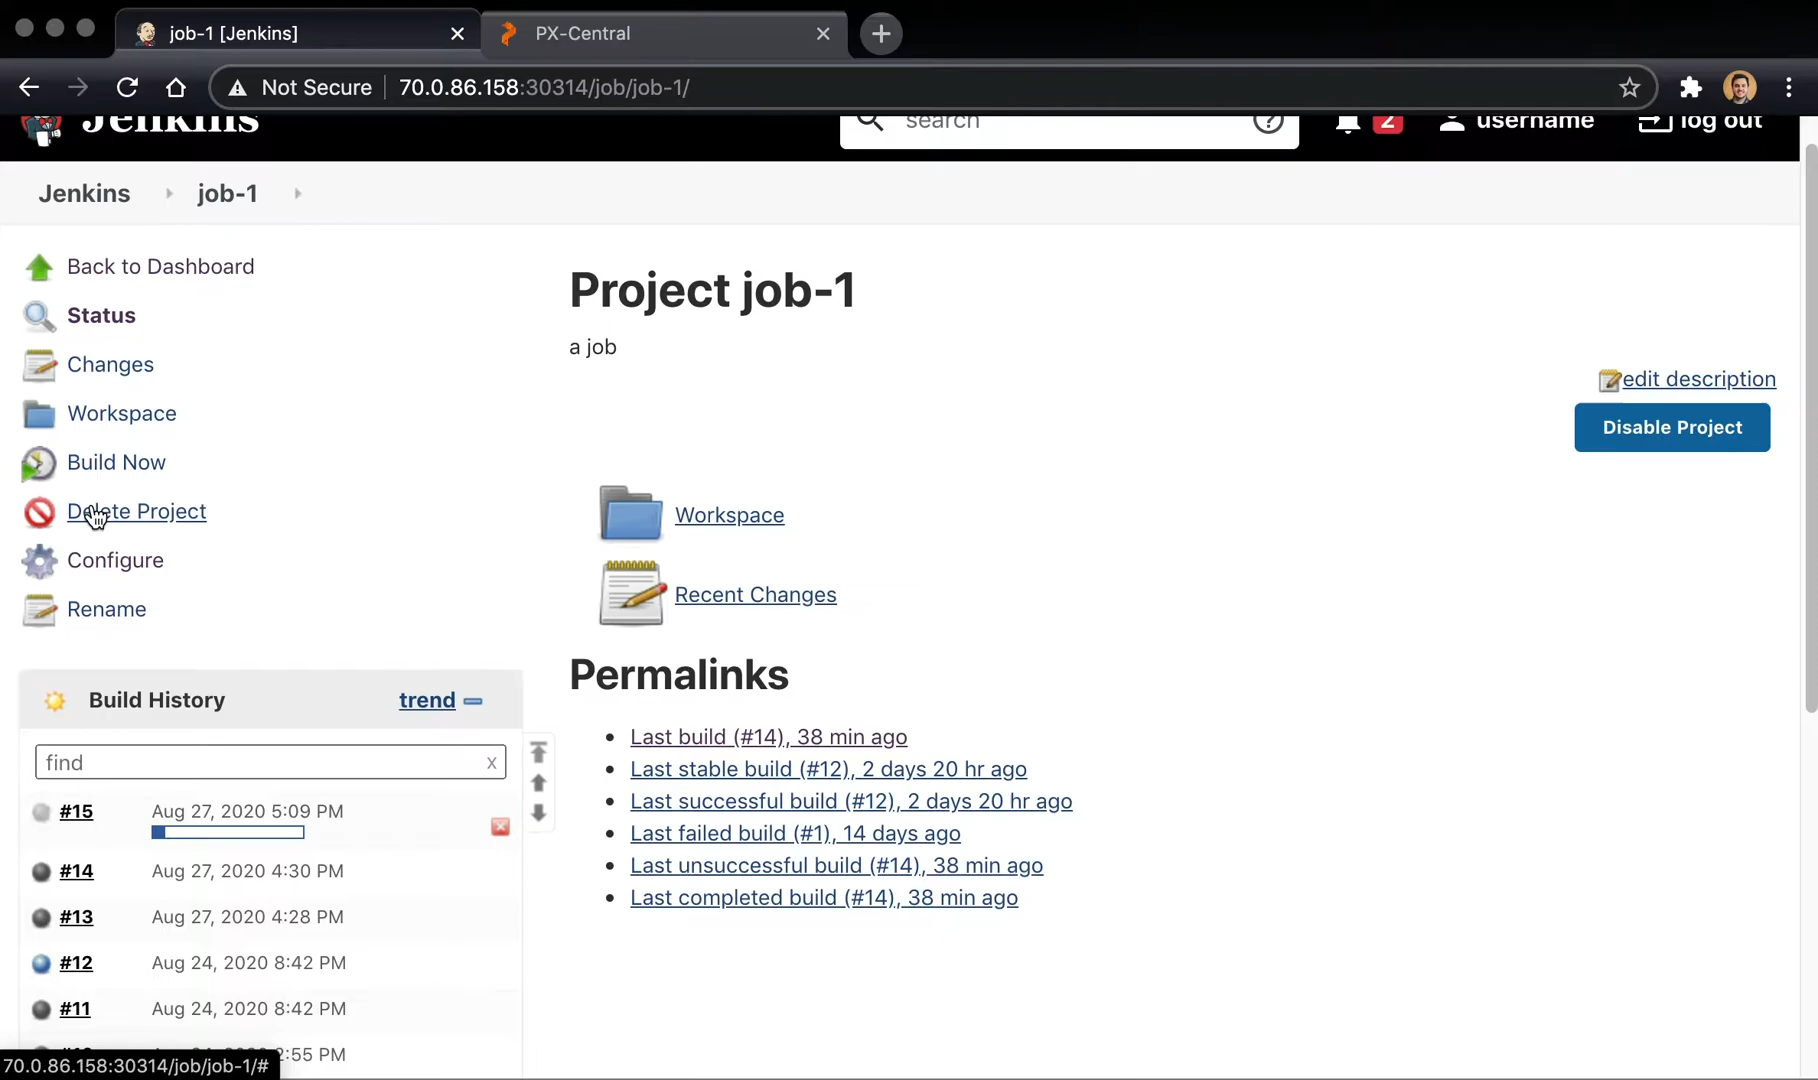 job-1 [Jenkins]
PX-Central
Not Secure
70.0.86.158:30314/job/job-1/
Jenkins
search
2
username
log out
Jenkins
job-1
Back to Dashboard
Status
Changes
Workspace
Build Now
Delete Project
Configure
Rename
Project job-1
a job
edit description
Disable Project
Workspace
Recent Changes
Permalinks
Last build (#14), 38 min ago
Last stable build (#12), 2 days 20 hr ago
Last successful build (#12), 2 days 20 hr ago
Last failed build (#1), 14 days ago
Last unsuccessful build (#14), 38 min ago
Last completed build (#14), 38 min ago
Build History
trend
find
x
#15 Aug 27, 2020 5:09 PM
#14 Aug 27, 2020 4:30 PM
#13 Aug 27, 2020 4:28 PM
#12 Aug 24, 2020 8:42 PM
#11 Aug 24, 2020 8:42 PM
2:55 PM
70.0.86.158:30314/job/job-1/#